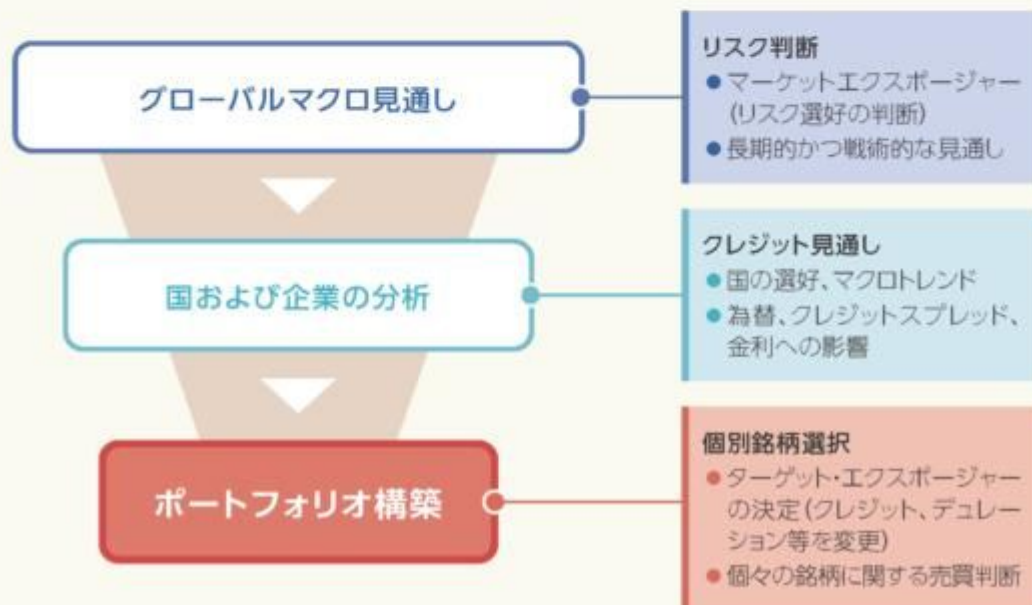 グローバルマクロ見通し
リスク判断
●マーケットエクスポージャー
(リスク選好の判断)
●長期的かつ戦術的な見通し
国および企業の分析
クレジット見通し
●国の選好、マクロトレンド
●為替、クレジットスプレッド、
金利への影響
ポートフォリオ構築
個別銘柄選択
●ターゲット・エクスポージャー
の決定(クレジット、デュレー
ション等を変更)
●個々の銘柄に関する売買判断